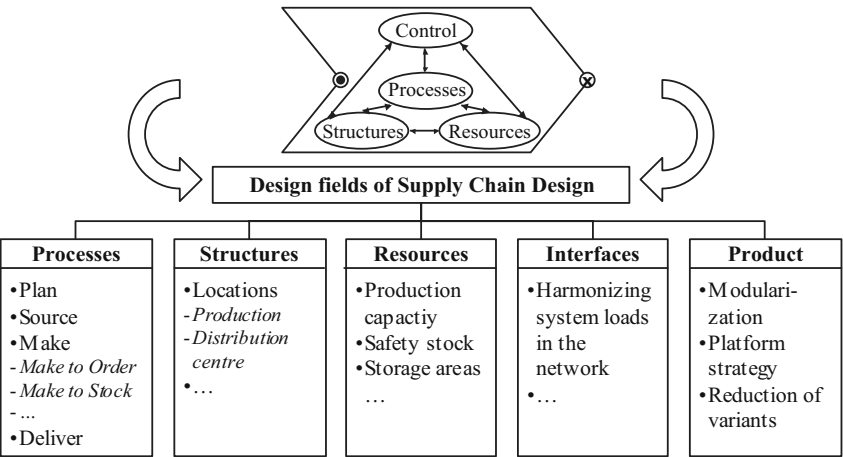 Control
Processes
Structures
Resources
Design fields of Supply Chain Design
Processes
•Plan
•Source
•Make
-Make to Order
-Make to Stock
-...
•Deliver
Structures
•Locations
-Production
-Distribution
centre
•...
Resources
•Production
capactiy
•Safety stock
•Storage areas
...
Interfaces
•Harmonizing
system loads
in the
network
•...
Product
•Modulari-
zation
•Platform
strategy
•Reduction of
variants